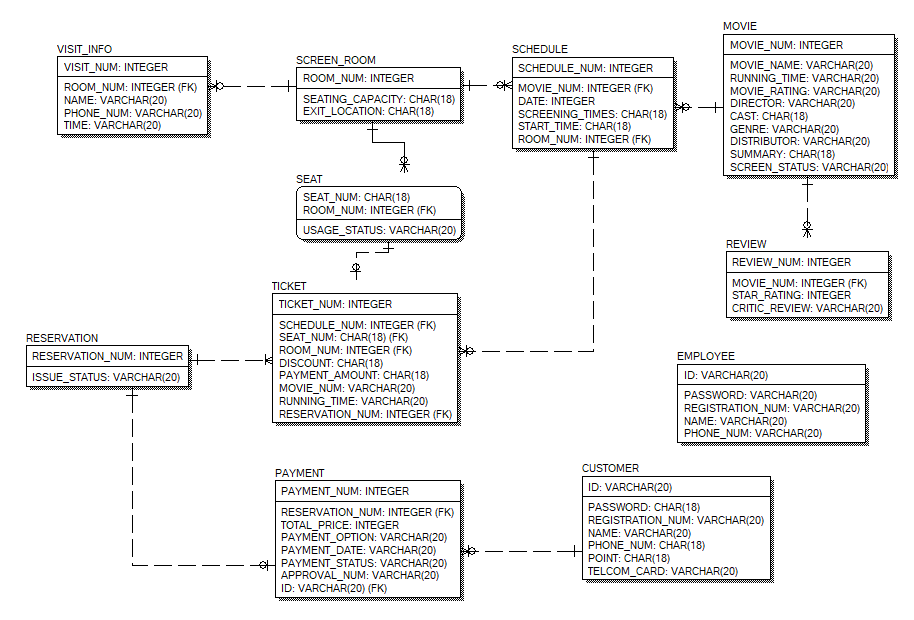 VISIT_INFO
VISIT_NUM: INTEGER
ROOM_NUM: INTEGER (FK)
NAME: VARCHAR(20)
PHONE_NUM: VARCHAR(20)
TIME: VARCHAR(20)
SCREEN_ROOM
ROOM_NUM: INTEGER
SEATING_CAPACITY: CHAR(18)
EXIT_LOCATION: CHAR(18)
SCHEDULE
SCHEDULE_NUM: INTEGER
MOVIE_NUM: INTEGER (FK)
DATE: INTEGER
SCREENING_TIMES: CHAR(18)
START_TIME: CHAR(18)
ROOM_NUM: INTEGER (FK)
MOVIE
MOVIE_NUM: INTEGER
MOVIE_NAME: VARCHAR(20)
RUNNING_TIME: VARCHAR(20)
MOVIE_RATING: VARCHAR(20)
DIRECTOR: VARCHAR(20)
CAST: CHAR(18)
GENRE: VARCHAR(20)
DISTRIBUTOR: VARCHAR(20)
SUMMARY: CHAR(18)
SCREEN_STATUS: VARCHAR(20)
SEAT
SEAT_NUM: CHAR(18)
ROOM_NUM: INTEGER (FK)
USAGE_STATUS: VARCHAR(20)
REVIEW
REVIEW_NUM: INTEGER
MOVIE_NUM: INTEGER (FK)
STAR_RATING: INTEGER
CRITIC_REVIEW: VARCHAR(20)
TICKET
TICKET_NUM: INTEGER
SCHEDULE_NUM: INTEGER (FK)
SEAT_NUM: CHAR(18) (FK)
ROOM_NUM: INTEGER (FK)
DISCOUNT: CHAR(18)
PAYMENT_AMOUNT: CHAR(18)
MOVIE_NUM: VARCHAR(20)
RUNNING_TIME: VARCHAR(20)
RESERVATION_NUM: INTEGER (FK)
RESERVATION
RESERVATION_NUM: INTEGER
ISSUE_STATUS: VARCHAR(20)
EMPLOYEE
ID: VARCHAR(20)
PASSWORD: VARCHAR(20)
REGISTRATION_NUM: VARCHAR(20)
NAME: VARCHAR(20)
PHONE_NUM: VARCHAR(20)
PAYMENT
PAYMENT_NUM: INTEGER
RESERVATION_NUM: INTEGER (FK)
TOTAL_PRICE: INTEGER
PAYMENT_OPTION: VARCHAR(20)
PAYMENT_DATE: VARCHAR(20)
PAYMENT_STATUS: VARCHAR(20)
APPROVAL_NUM: VARCHAR(20)
ID: VARCHAR(20) (FK)
CUSTOMER
ID: VARCHAR(20)
PASSWORD: CHAR(18)
REGISTRATION_NUM: VARCHAR(20)
NAME: VARCHAR(20)
PHONE_NUM: CHAR(18)
POINT: CHAR(18)
TELCOM_CARD: VARCHAR(20)